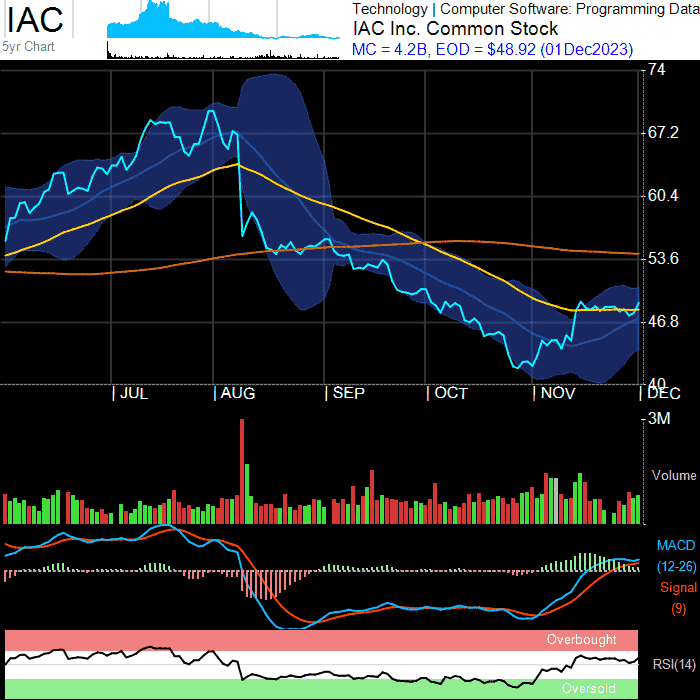 IAC
5yr Chart
Technology | Computer Software: Programming Data
IAC Inc. Common Stock
MC = 4.2B, EOD = $48.92 (01Dec2023)
74
67.2
60.4
53.6
46.8
40
JUL AUG SEP OCT NOV DEC
3M
Volume
MACD
(12-26)
Signal
(9)
Overbought
RSI(14)
Oversold